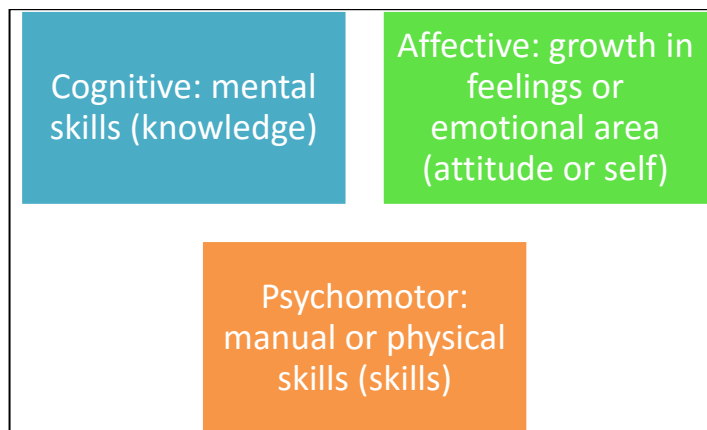 Cognitive: mental
skills (knowledge)
Affective: growth in
feelings or
emotional area
(attitude or self)
Psychomotor:
manual or physical
skills (skills)